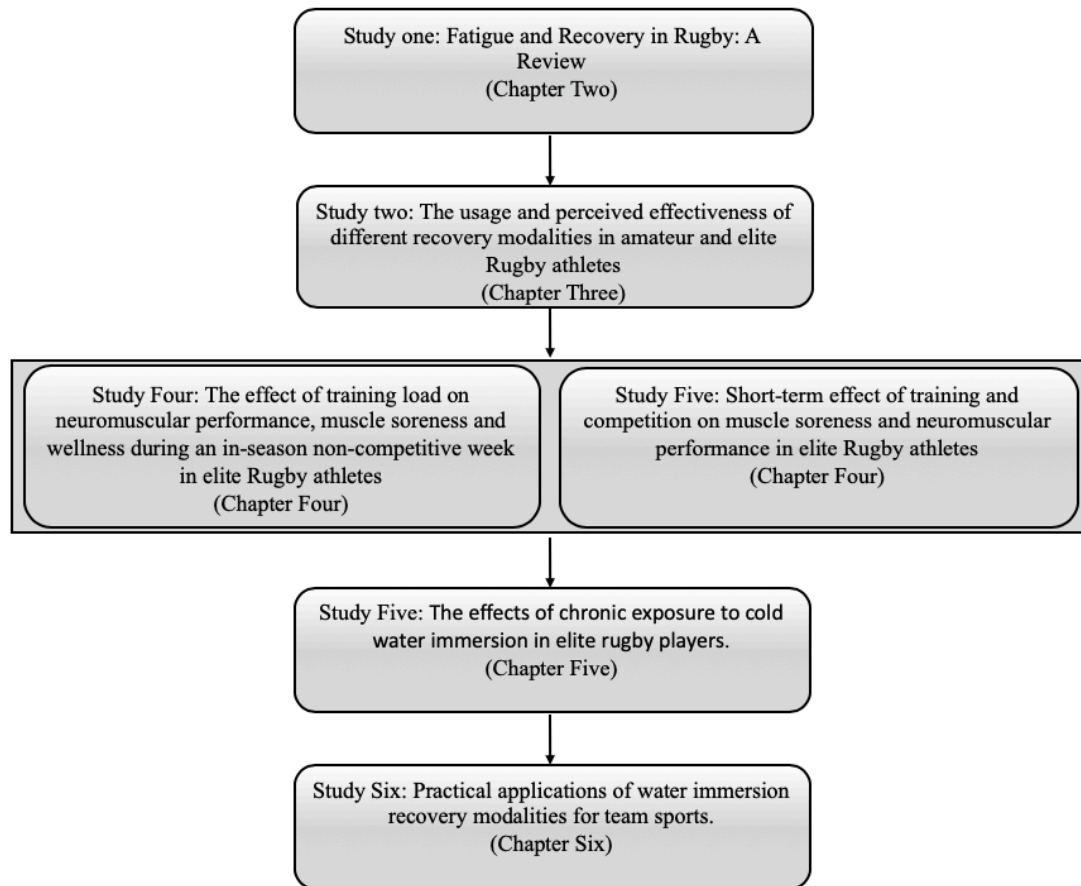 Study one: Fatigue and Recovery in Rugby: A
Review
(Chapter Two)
Study two: The usage and perceived effectiveness of
different recovery modalities in amateur and elite
Rugby athletes
(Chapter Three)
Study Four: The effect of training load on
neuromuscular performance, muscle soreness and
wellness during an in-season non-competitive week
in elite Rugby athletes
(Chapter Four)
Study Five: Short-term effect of training and
competition on muscle soreness and neuromuscular
performance in elite Rugby athletes
(Chapter Four)
Study Five: The effects of chronic exposure to cold
water immersion in elite rugby players.
(Chapter Five)
Study Six: Practical applications of water immersion
recovery modalities for team sports.
(Chapter Six)